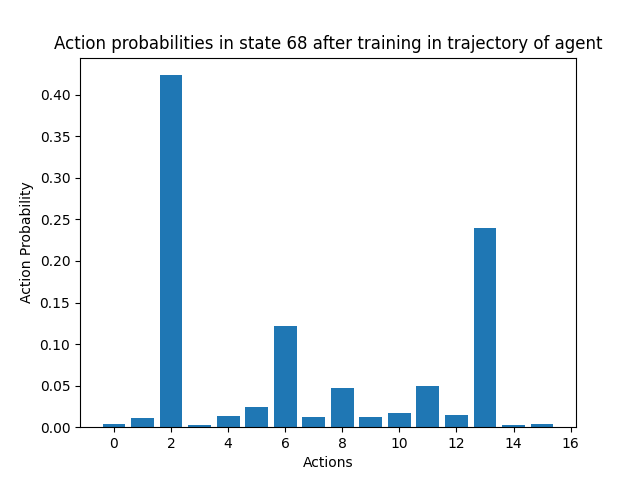 Action probabilities in state 68 after training in trajectory of agent
0.40
0.35
0.30
0.25
0.20
0.15
0.10
0.05
0.00
Action Probability
0 2 4 6 8 10 12 14 16
Actions